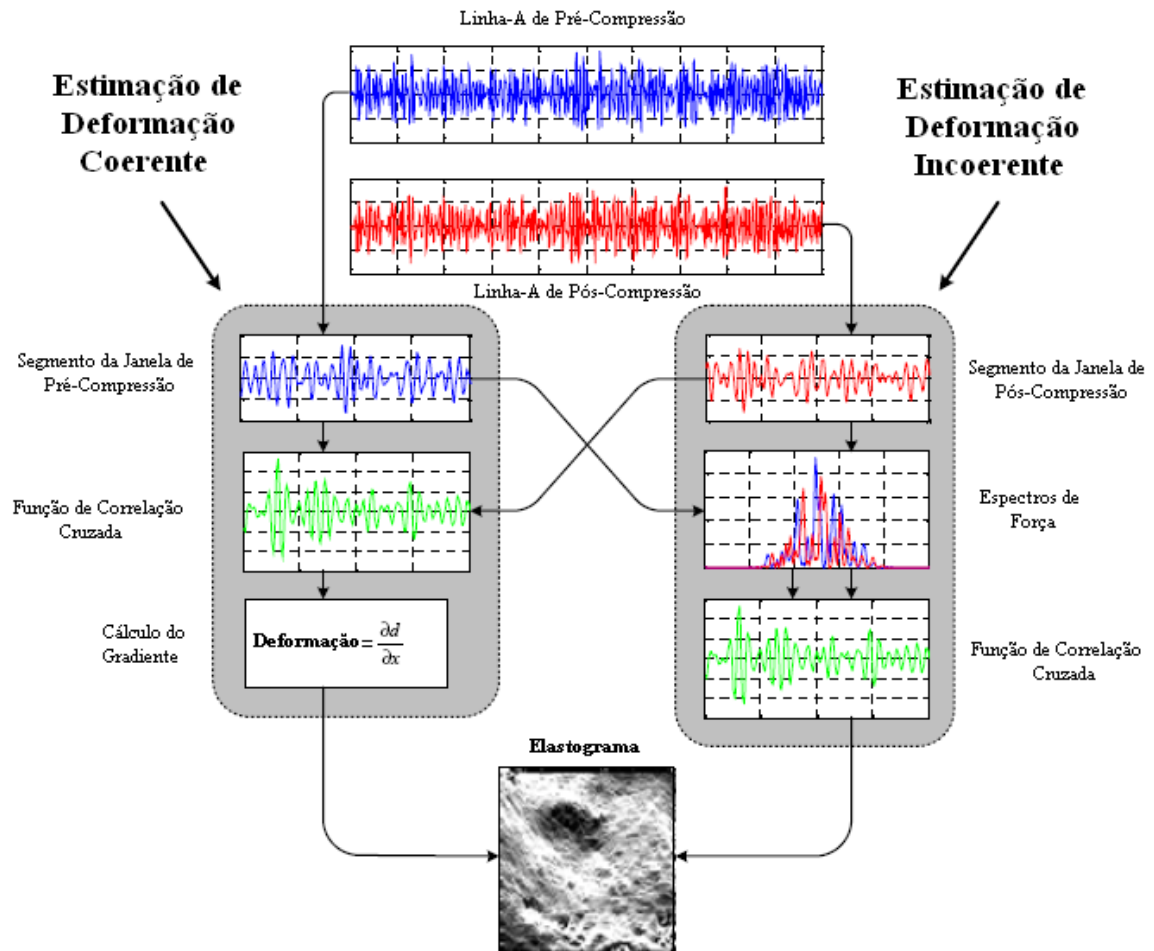 Linha-A de Pré-Compressão
Estimação de
Deformação
Coerente
Estimação de
Deformação
Incoerente
Linha-A de Pós-Compressão
Segmento da Janela de
Pré-Compressão
Segmento da Janela de
Pós-Compressão
Função de Correlação
Cruzada
Espectros de
Força
Cálculo do
Gradiente
Deformação = ∂d/∂x
Função de Correlação
Cruzada
Elastograma